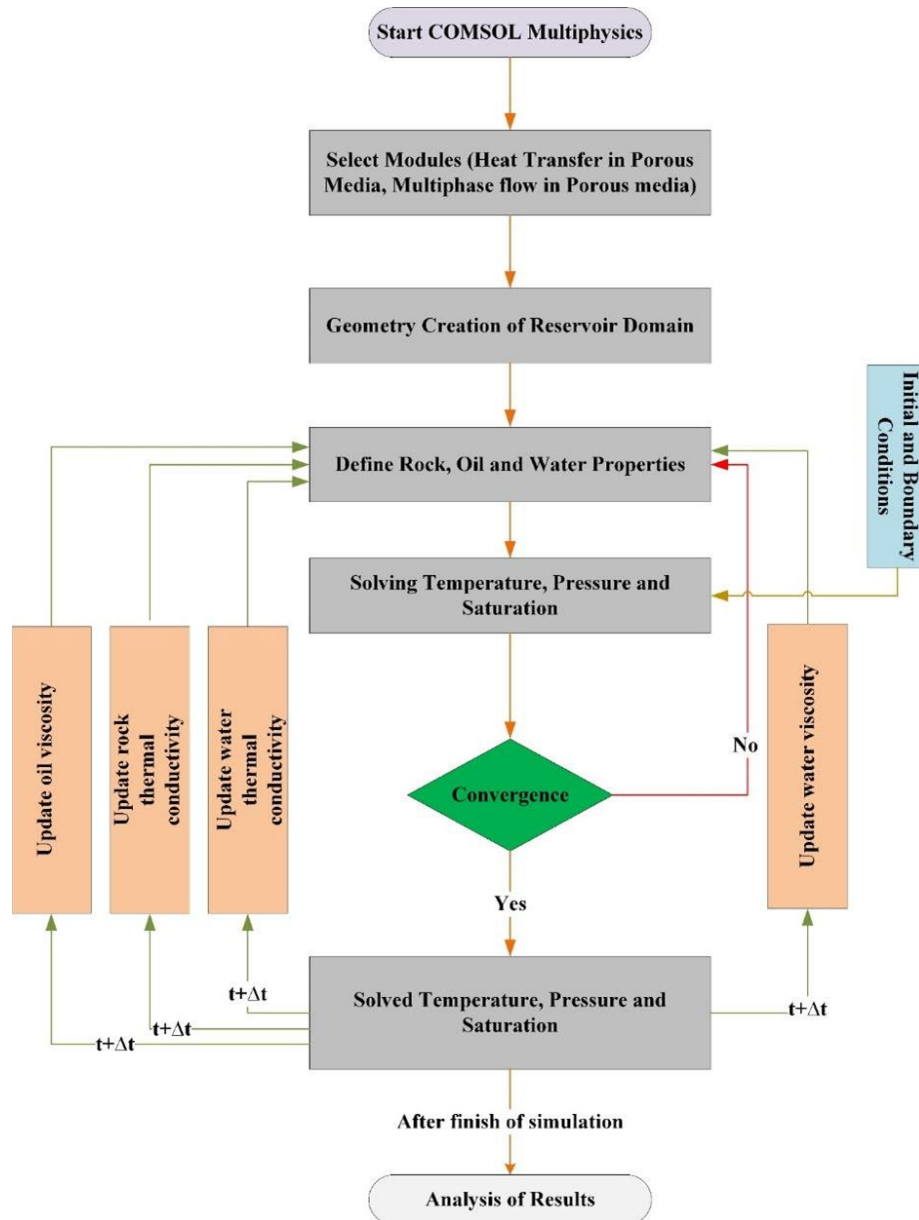 Start COMSOL Multiphysics
Select Modules (Heat Transfer in Porous
Media, Multiphase flow in Porous media)
Geometry Creation of Reservoir Domain
Initial and Boundary
Conditions
Define Rock, Oil and Water Properties
Solving Temperature, Pressure and
Saturation
Update oil viscosity
Update rock
thermal
conductivity
Update water
thermal
conductivity
Update water viscosity
No
Convergence
Yes
Solved Temperature, Pressure and
Saturation
t+Δt
t+Δt
t+Δt
t+Δt
After finish of simulation
Analysis of Results